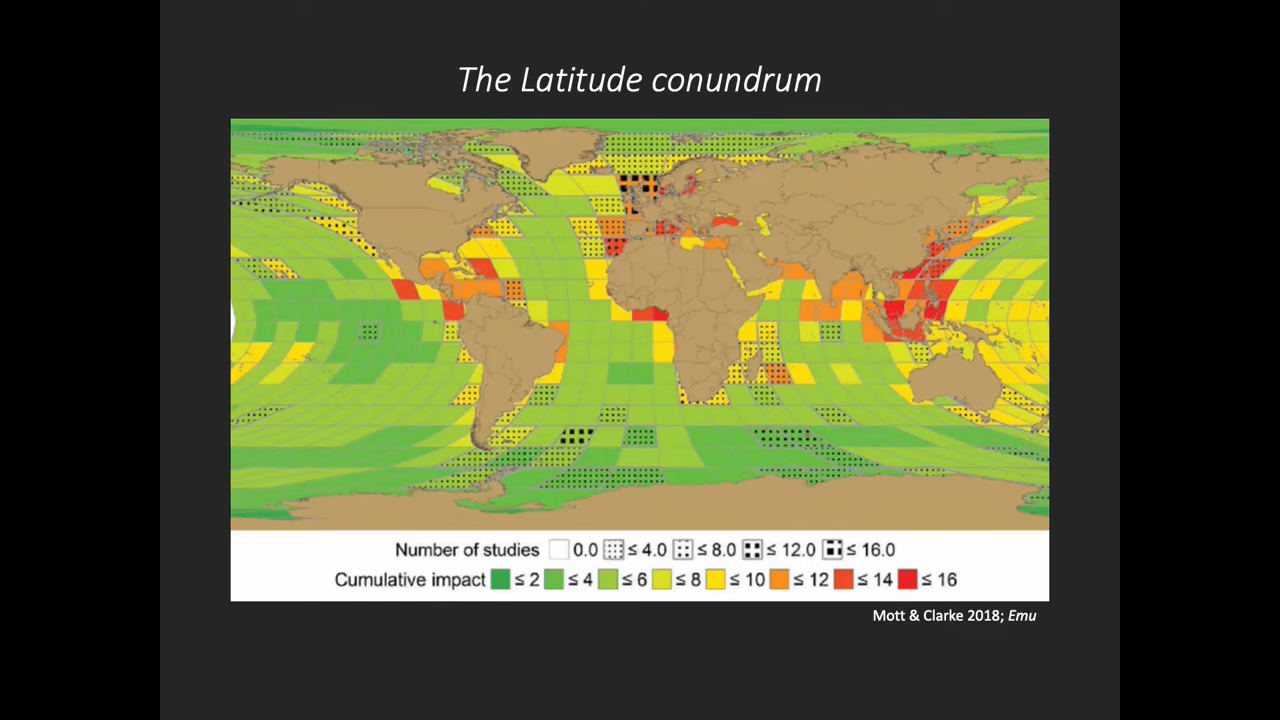 The Latitude conundrum
Number of studies 0.0 ≤ 4.0 ≤ 8.0 ≤ 12.0 ≤ 16.0
Cumulative impact ≤ 2 ≤ 4 ≤ 6 ≤ 8 ≤ 10 ≤ 12 ≤ 14 ≤ 16
Mott & Clarke 2018; Emu